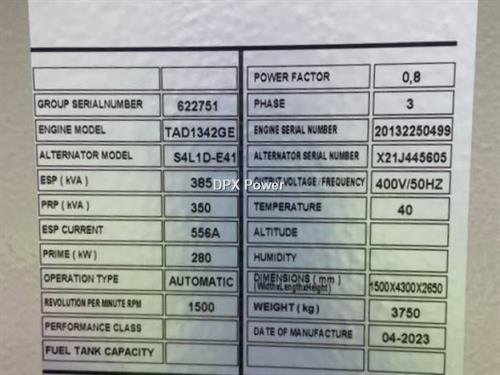 POWER FACTOR 0,8
GROUP SERIALNUMBER 622751 PHASE 3
ENGINE MODEL TAD1342GE ENGINE SERIAL NUMBER 20132250499
ALTERNATOR MODEL S4L1D-E41 ALTERNATOR SERIAL NUMBER X21J445605
ESP ( kVA ) 385 OUTPUT VOLTAGE / FREQUENCY 400V/50HZ
DPX Power
PRP ( kVA ) 350 TEMPERATURE 40
ESP CURRENT 556A ALTITUDE
PRIME ( kW ) 280 HUMIDITY
OPERATION TYPE AUTOMATIC DIMENSIONS ( mm )
(WidthxLengthxHeight) 1500X4300X2650
REVOLUTION PER MINUTE RPM 1500 WEIGHT ( kg ) 3750
PERFORMANCE CLASS DATE OF MANUFACTURE 04-2023
FUEL TANK CAPACITY